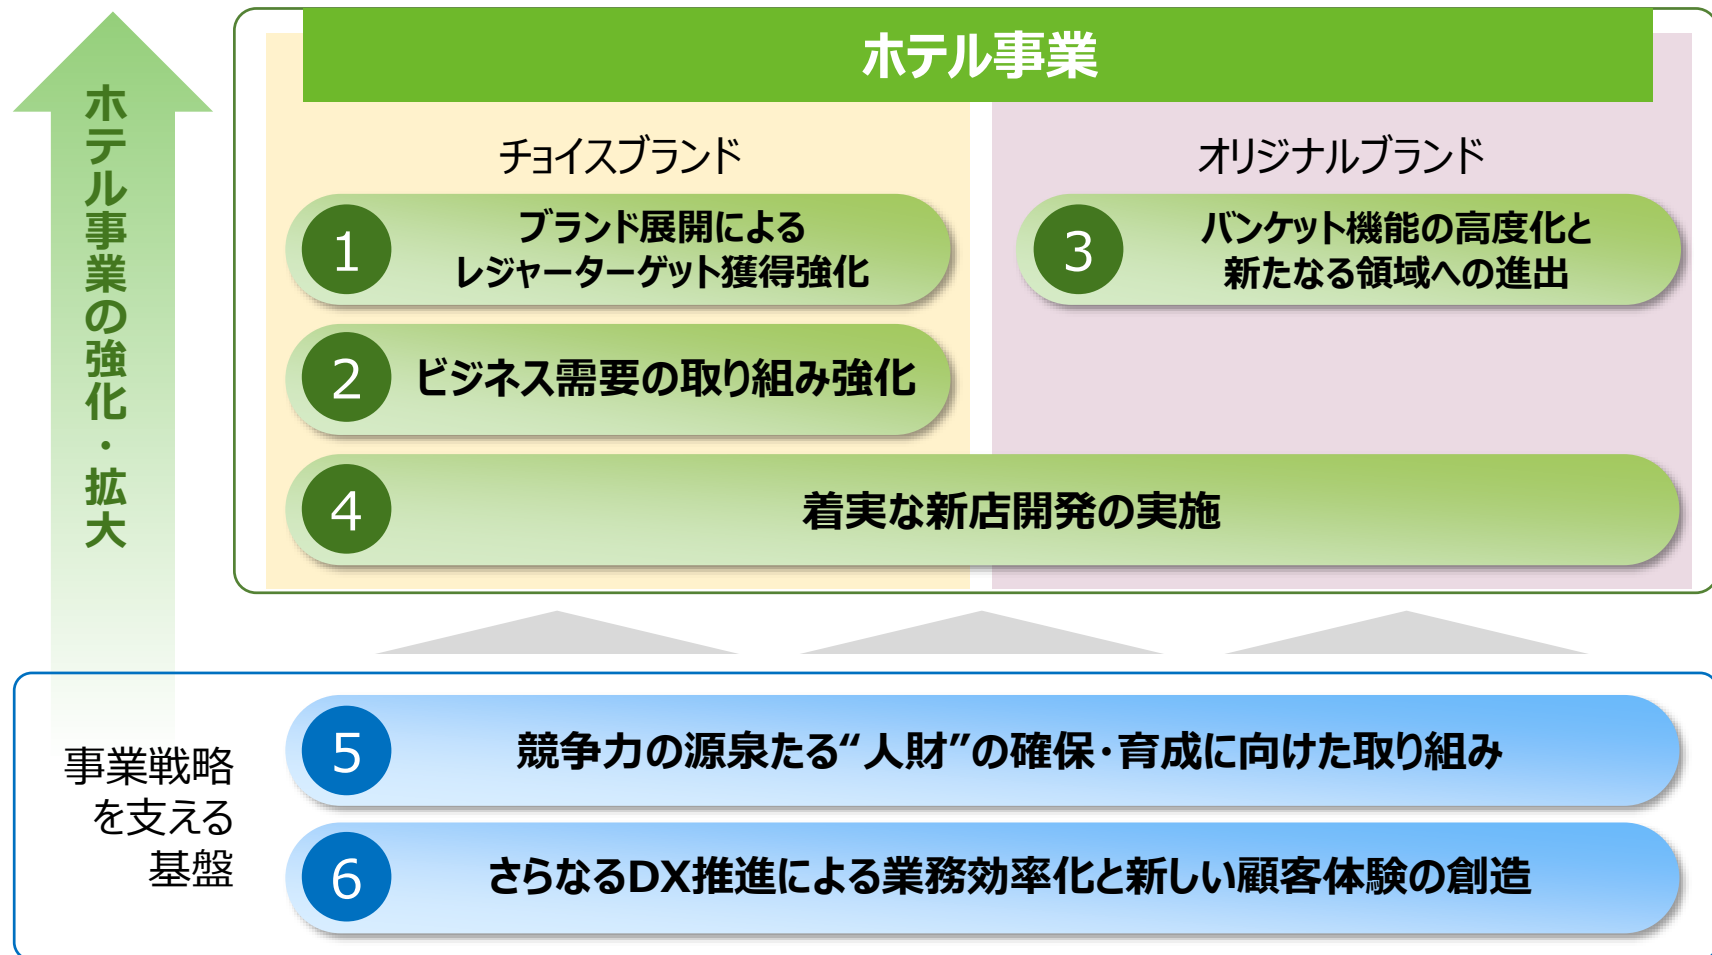 ホテル事業の強化・拡大
ホテル事業
チョイスブランド
オリジナルブランド
1
ブランド展開による
レジャーターゲット獲得強化
3
バンケット機能の高度化と
新たなる領域への進出
2
ビジネス需要の取り組み強化
4
着実な新店開発の実施
事業戦略
を支える
基盤
5
競争力の源泉たる“人財”の確保・育成に向けた取り組み
6
さらなるDX推進による業務効率化と新しい顧客体験の創造